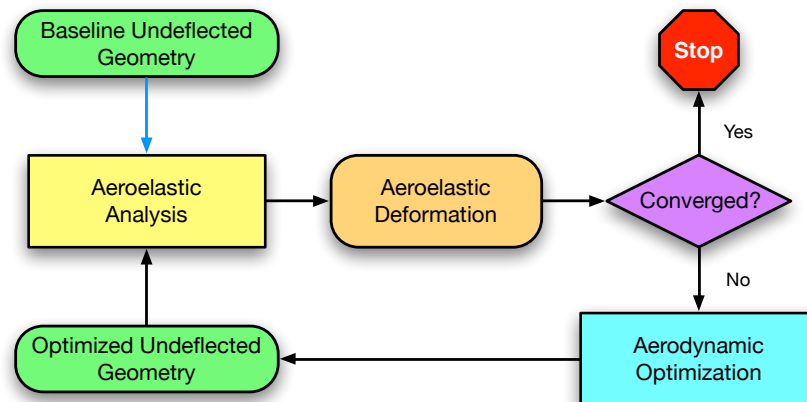 Baseline Undeflected
Geometry
Stop
Yes
Aeroelastic
Analysis
Aeroelastic
Deformation
Converged?
No
Optimized Undeflected
Geometry
Aerodynamic
Optimization